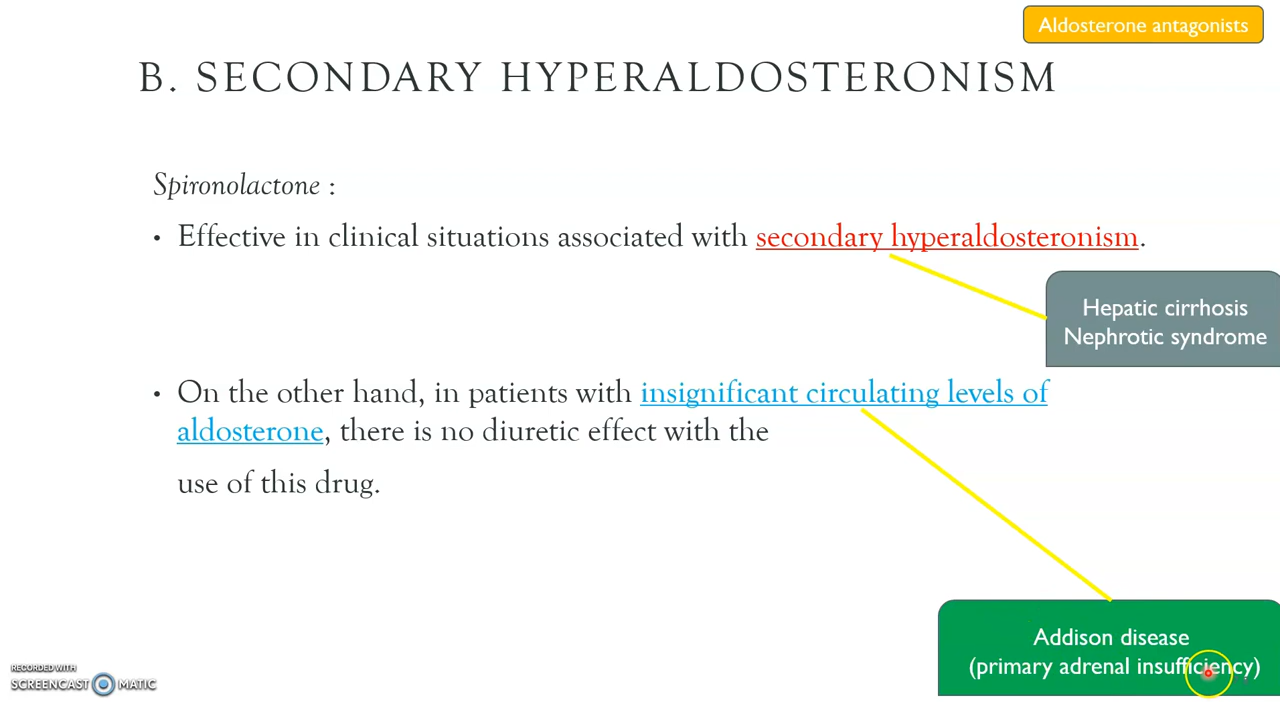 Aldosterone antagonists
B. SECONDARY HYPERALDOSTERONISM
Spironolactone :
• Effective in clinical situations associated with secondary hyperaldosteronism.
Hepatic cirrhosis
Nephrotic syndrome
• On the other hand, in patients with insignificant circulating levels of
aldosterone, there is no diuretic effect with the
use of this drug.
Addison disease
(primary adrenal insufficiency)
RECORDED WITH
SCREENCAST MATIC